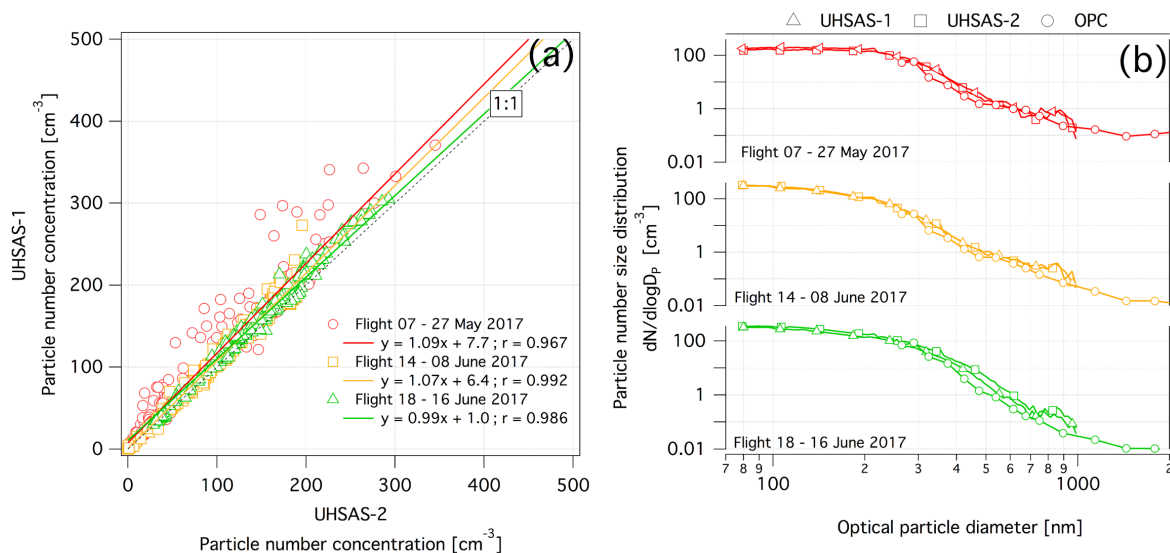 (a)
500
400
300
200
100
0
UHSAS-1
Particle number concentration [cm⁻³]
1:1
Flight 07 - 27 May 2017
y = 1.09x + 7.7 ; r = 0.967
Flight 14 - 08 June 2017
y = 1.07x + 6.4 ; r = 0.992
Flight 18 - 16 June 2017
y = 0.99x + 1.0 ; r = 0.986
0 100 200 300 400 500
UHSAS-2
Particle number concentration [cm⁻³]
UHSAS-1 UHSAS-2 OPC
(b)
100
1
0.01
Flight 07 - 27 May 2017
100
1
0.01
Flight 14 - 08 June 2017
100
1
0.01
Flight 18 - 16 June 2017
Particle number size distribution
dN/dlogDₚ [cm⁻³]
7 8 9 2 3 4 5 6 7 8 9 2
100 1000
Optical particle diameter [nm]